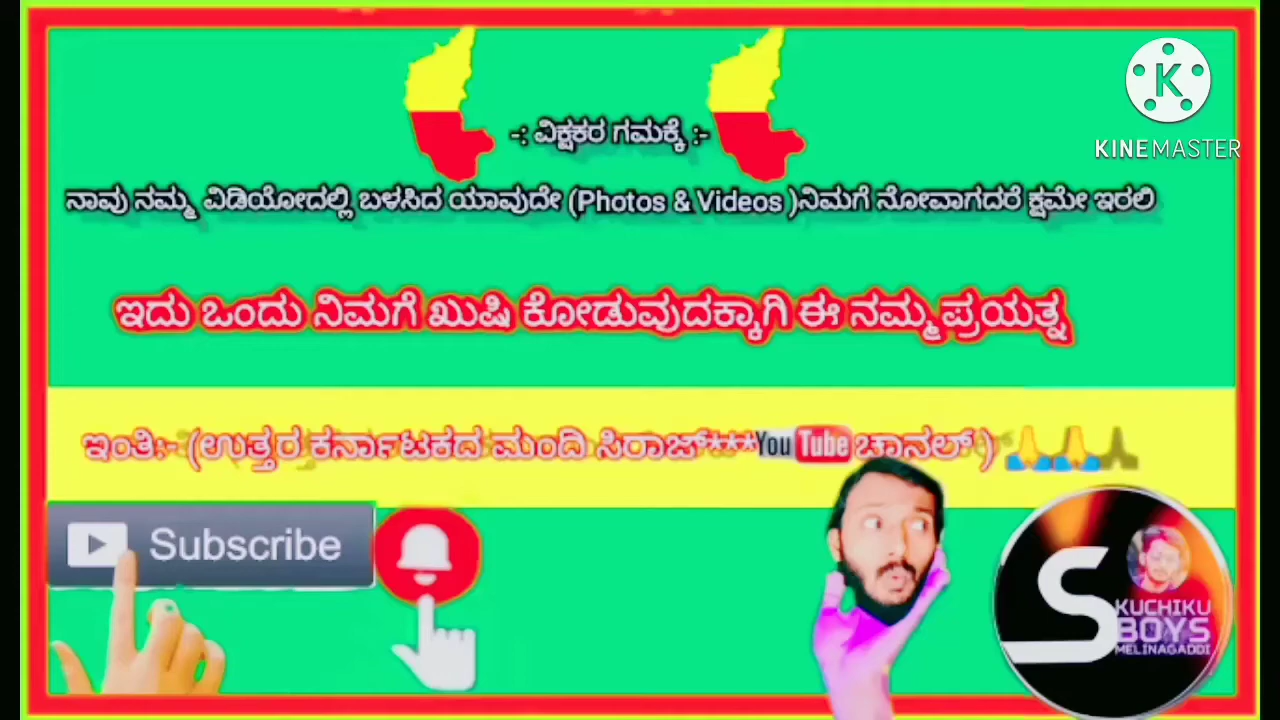 K
KINEMASTER
-: ವಿಕ್ಷಕರ ಗಮಕ್ಕೆ :-
ನಾವು ನಮ್ಮ ವಿಡಿಯೋದಲ್ಲಿ ಬಳಸಿದ ಯಾವುದೇ (Photos & Videos )ನಿಮಗೆ ನೋವಾಗದರೆ ಕ್ಷಮೇ ಇರಲಿ
ಇದು ಒಂದು ನಿಮಗೆ ಖುಷಿ ಕೋಡುವುದಕ್ಕಾಗಿ ಈ ನಮ್ಮ ಪ್ರಯತ್ನ
ಇಂತಿ:-(ಉತ್ತರ ಕರ್ನಾಟಕದ ಮಂದಿ ಸಿರಾಜ್***YouTube ಚಾನಲ್ ) 🙏🙏🙏
Subscribe
S
KUCHIKU
BOYS
MELINAGADDI